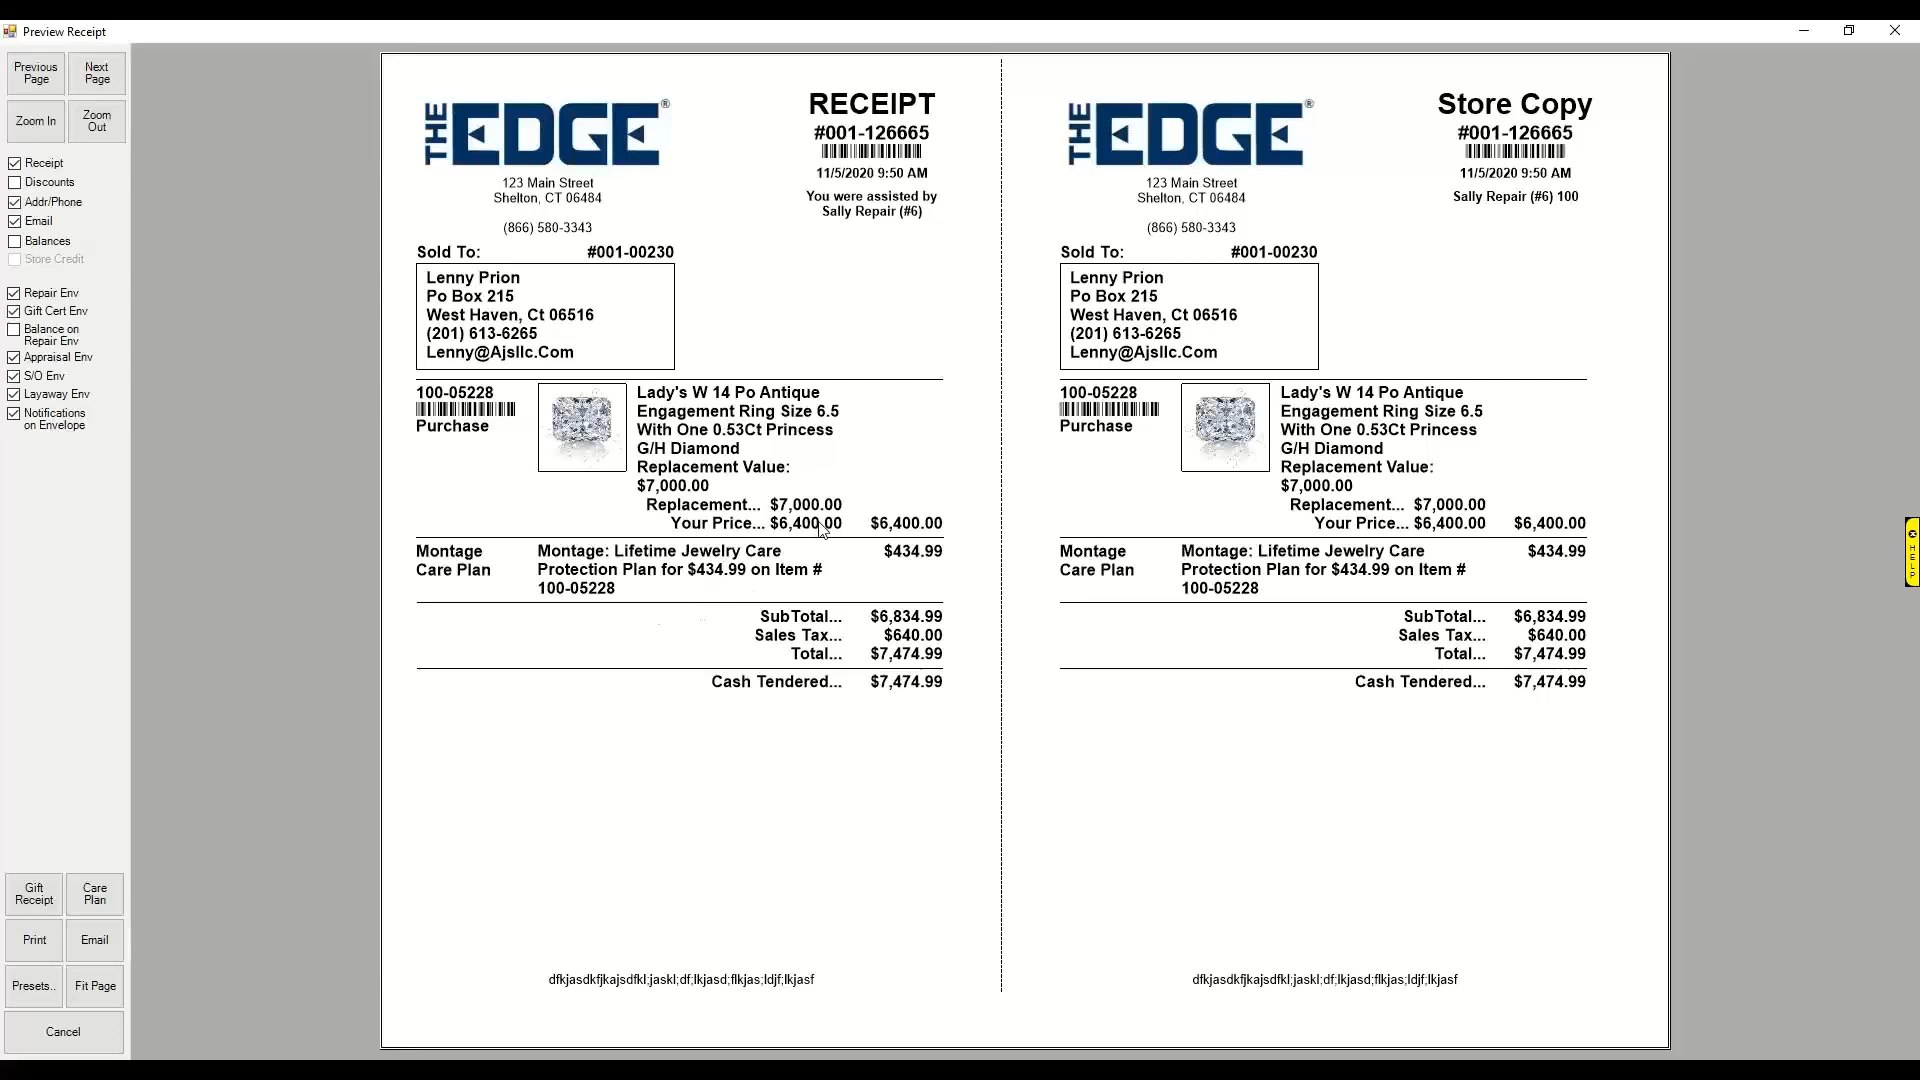 Preview Receipt
Previous Page
Next Page
Zoom In
Zoom Out
Receipt
Discounts
Addr/Phone
Email
Balances
Store Credit
Repair Env
Gift Cert Env
Balance on
Repair Env
Appraisal Env
S/O Env
Layaway Env
Notifications
on Envelope
Gift Receipt
Care Plan
Print
Email
Presets..
Fit Page
Cancel
THE EDGE®
RECEIPT
#001-126665
11/5/2020 9:50 AM
123 Main Street
Shelton, CT 06484
You were assisted by
Sally Repair (#6)
(866) 580-3343
Sold To: #001-00230
Lenny Prion
Po Box 215
West Haven, Ct 06516
(201) 613-6265
Lenny@Ajsllc.Com
100-05228
Purchase
Lady's W 14 Po Antique
Engagement Ring Size 6.5
With One 0.53Ct Princess
G/H Diamond
Replacement Value:
$7,000.00
Replacement... $7,000.00
Your Price... $6,400.00 $6,400.00
Montage
Care Plan
Montage: Lifetime Jewelry Care $434.99
Protection Plan for $434.99 on Item #
100-05228
SubTotal... $6,834.99
Sales Tax... $640.00
Total... $7,474.99
Cash Tendered... $7,474.99
dfkjasdkfjkajsdfkl;jaskl;df;lkjasd;flkjas;ldjf;lkjasf
THE EDGE®
Store Copy
#001-126665
11/5/2020 9:50 AM
123 Main Street
Shelton, CT 06484
Sally Repair (#6) 100
(866) 580-3343
Sold To: #001-00230
Lenny Prion
Po Box 215
West Haven, Ct 06516
(201) 613-6265
Lenny@Ajsllc.Com
100-05228
Purchase
Lady's W 14 Po Antique
Engagement Ring Size 6.5
With One 0.53Ct Princess
G/H Diamond
Replacement Value:
$7,000.00
Replacement... $7,000.00
Your Price... $6,400.00 $6,400.00
Montage
Care Plan
Montage: Lifetime Jewelry Care $434.99
Protection Plan for $434.99 on Item #
100-05228
SubTotal... $6,834.99
Sales Tax... $640.00
Total... $7,474.99
Cash Tendered... $7,474.99
dfkjasdkfjkajsdfkl;jaskl;df;lkjasd;flkjas;ldjf;lkjasf
HELP